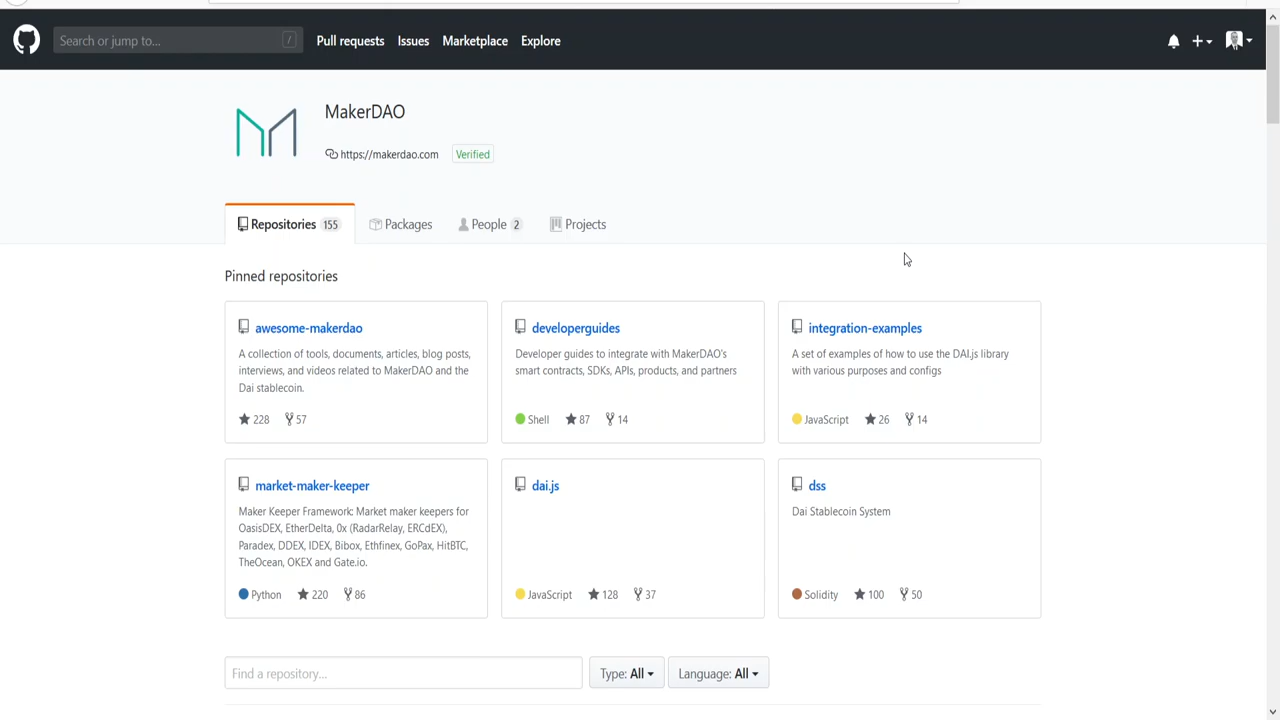 Search or jump to... /
Pull requests Issues Marketplace Explore
MakerDAO
https://makerdao.com Verified
Repositories 155 Packages People 2 Projects
Pinned repositories
awesome-makerdao
A collection of tools, documents, articles, blog posts,
interviews, and videos related to MakerDAO and the
Dai stablecoin.
228 57
developerguides
Developer guides to integrate with MakerDAO's
smart contracts, SDKs, APIs, products, and partners
Shell 87 14
integration-examples
A set of examples of how to use the DAI.js library
with various purposes and configs
JavaScript 26 14
market-maker-keeper
Maker Keeper Framework: Market maker keepers for
OasisDEX, EtherDelta, 0x (RadarRelay, ERCdEX),
Paradex, DDEX, IDEX, Bibox, Ethfinex, GoPax, HitBTC,
TheOcean, OKEX and Gate.io.
Python 220 86
dai.js
JavaScript 128 37
dss
Dai Stablecoin System
Solidity 100 50
Find a repository... Type: All Language: All